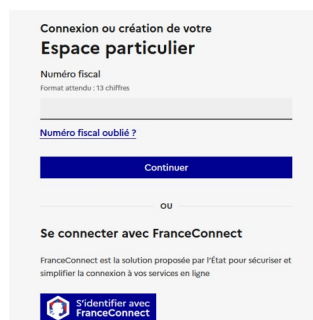 Connexion ou création de votre
Espace particulier
Numéro fiscal
Format attendu : 13 chiffres
Numéro fiscal oublié ?
Continuer
OU
Se connecter avec FranceConnect
FranceConnect est la solution proposée par l'État pour sécuriser et
simplifier la connexion à vos services en ligne
S'identifier avec
FranceConnect